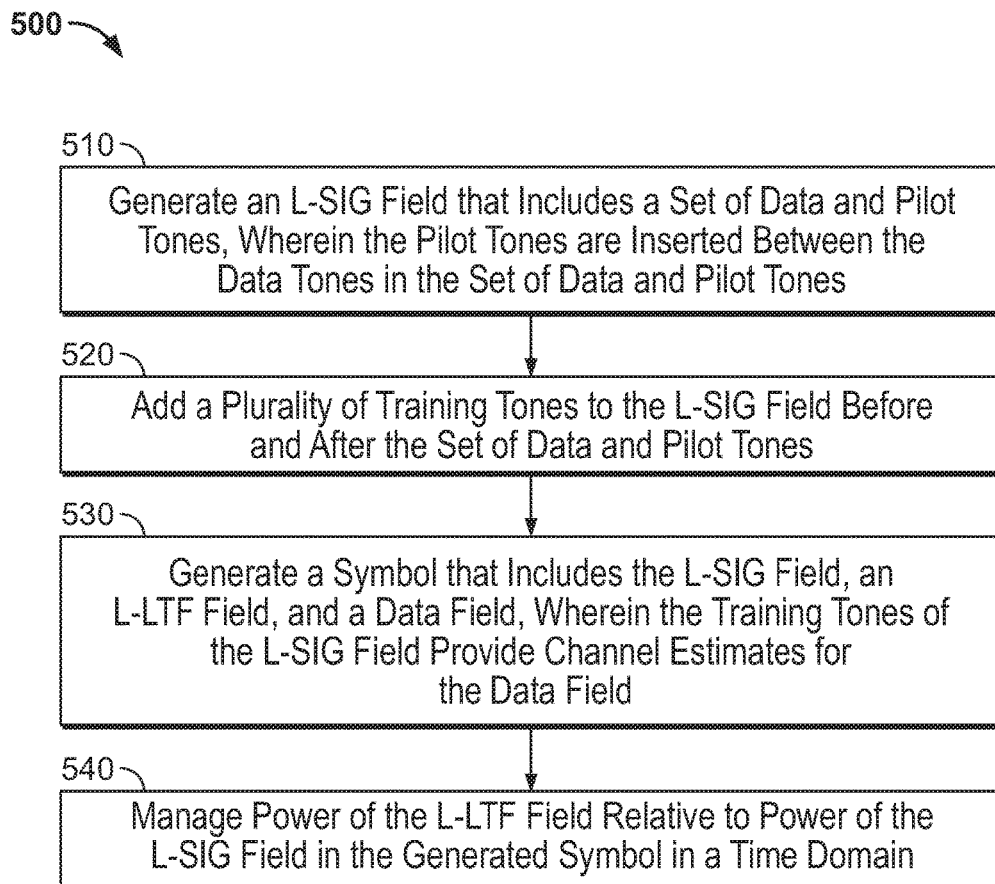 500
510
Generate an L-SIG Field that Includes a Set of Data and Pilot
Tones, Wherein the Pilot Tones are Inserted Between the
Data Tones in the Set of Data and Pilot Tones
520
Add a Plurality of Training Tones to the L-SIG Field Before
and After the Set of Data and Pilot Tones
530
Generate a Symbol that Includes the L-SIG Field, an
L-LTF Field, and a Data Field, Wherein the Training Tones of
the L-SIG Field Provide Channel Estimates for
the Data Field
540
Manage Power of the L-LTF Field Relative to Power of the
L-SIG Field in the Generated Symbol in a Time Domain